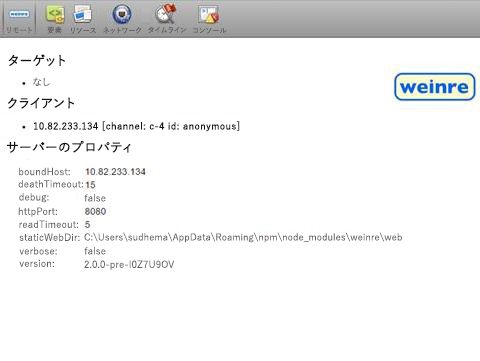 weinre
リモート 要素 リソース ネットワーク タイムライン コンソール
ターゲット
• なし
weinre
クライアント
• 10.82.233.134 [channel: c-4 id: anonymous]
サーバーのプロパティ
boundHost: 10.82.233.134
deathTimeout: 15
debug: false
httpPort: 8080
readTimeout: 5
staticWebDir: C:\Users\sudhema\AppData\Roaming\npm\node_modules\weinre\web
verbose: false
version: 2.0.0-pre-I0Z7U9OV